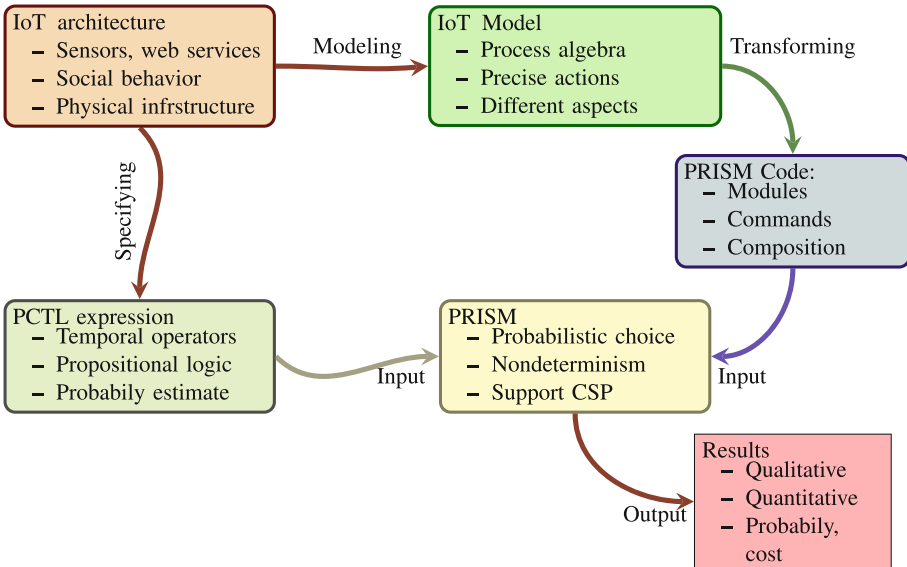 IoT architecture
– Sensors, web services
– Social behavior
– Physical infrstructure
Modeling
IoT Model
– Process algebra
– Precise actions
– Different aspects
Transforming
PRISM Code:
– Modules
– Commands
– Composition
Specifying
PCTL expression
– Temporal operators
– Propositional logic
– Probabily estimate
Input
PRISM
– Probabilistic choice
– Nondeterminism
– Support CSP
Input
Output
Results
– Qualitative
– Quantitative
– Probabily,
cost